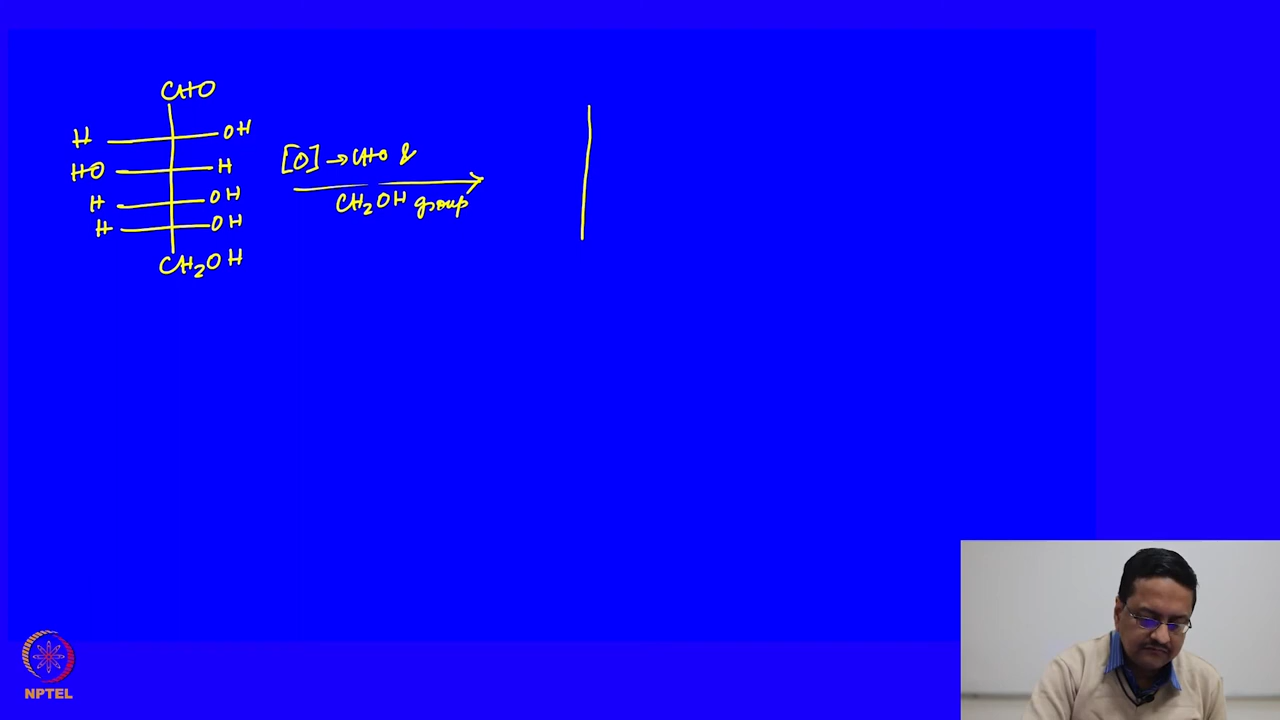 CHO
H OH
HO H
H OH
H OH
CH2OH
[O] → CHO &
CH2OH group
NPTEL